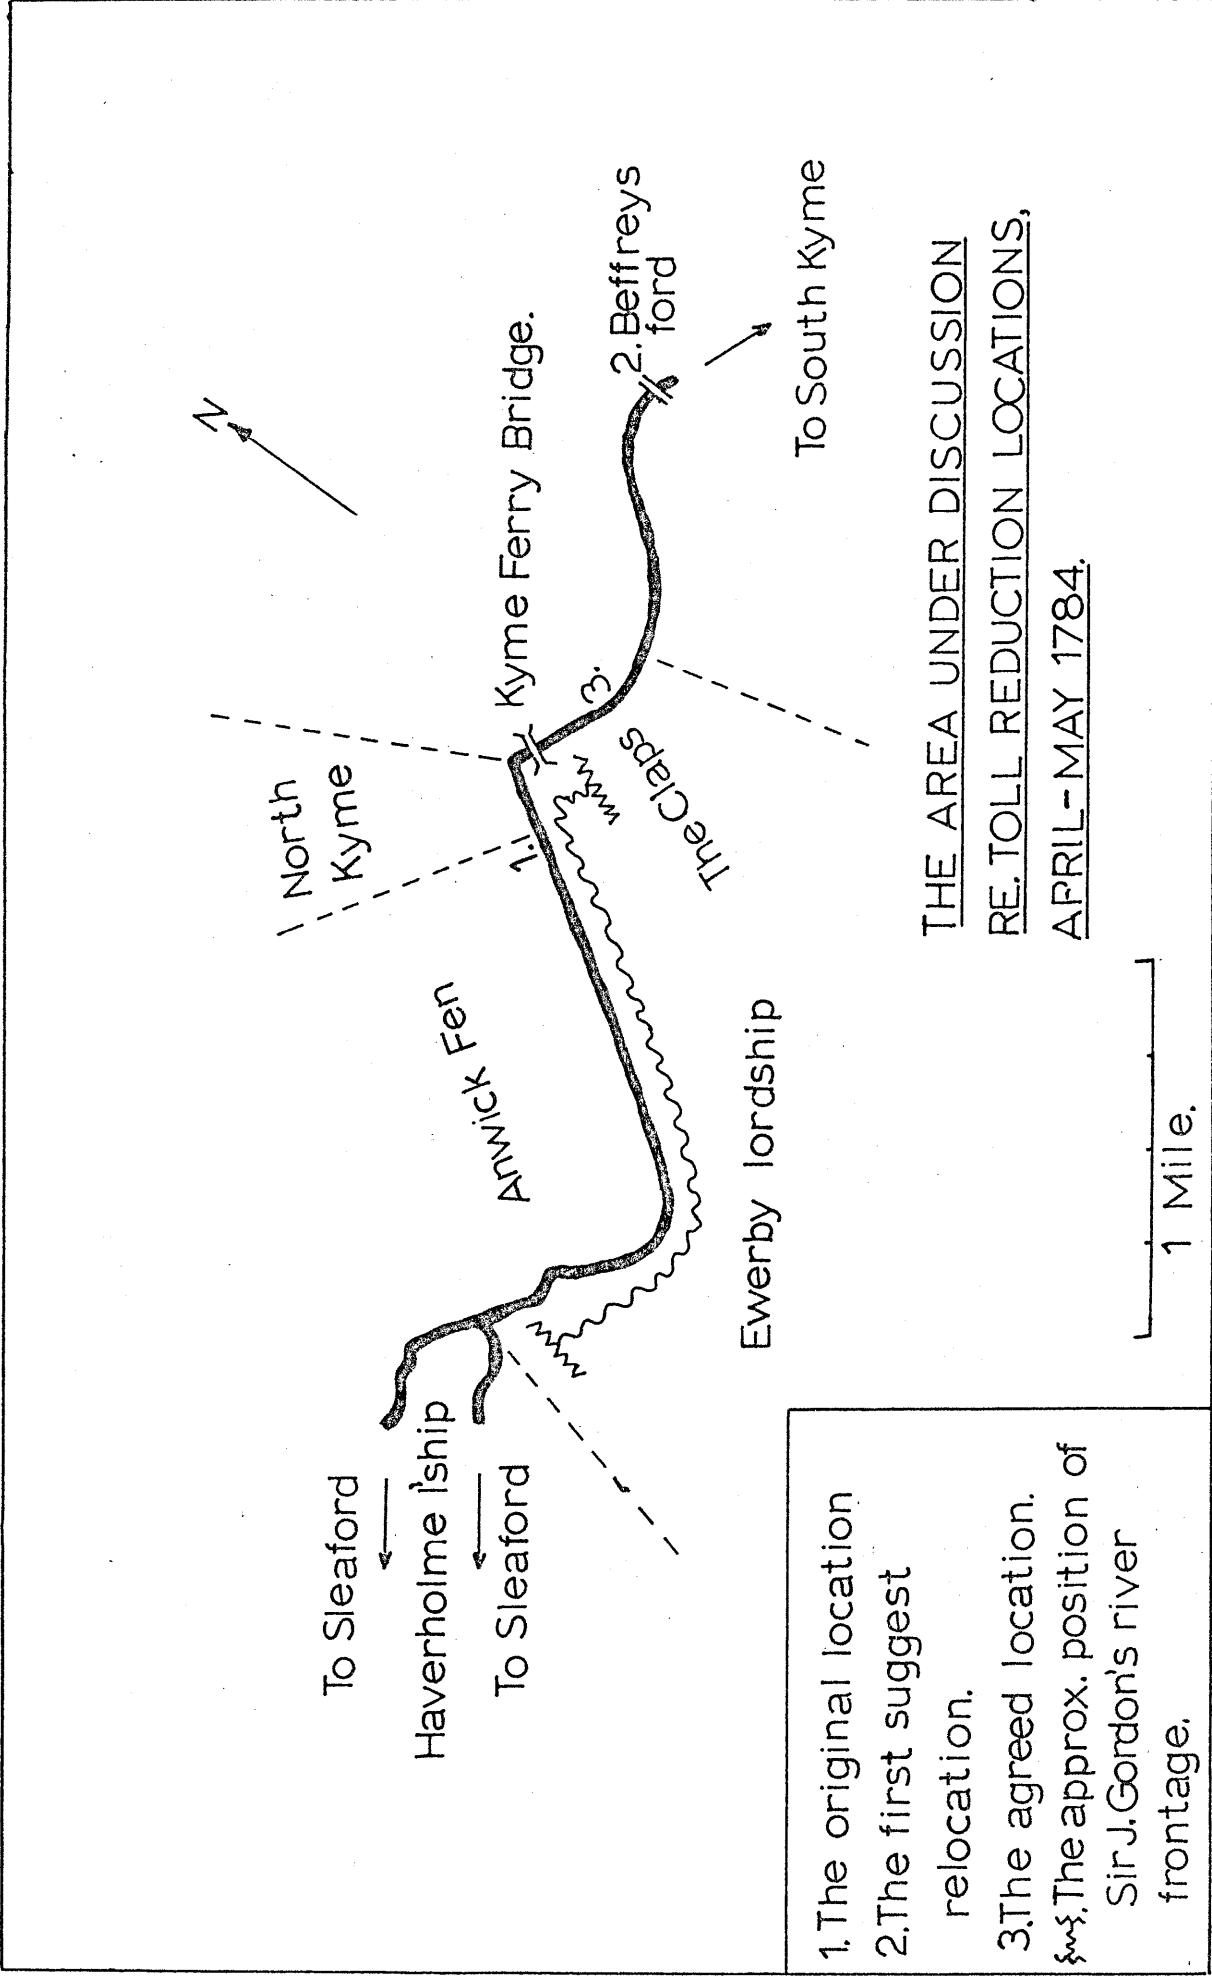 N
North
Kyme
Kyme Ferry Bridge.
2. Beffreys
ford
To South Kyme
1.
3.
The Claps
Anwick Fen
Ewerby lordship
To Sleaford
Haverholme l'ship
To Sleaford
THE AREA UNDER DISCUSSION
RE. TOLL REDUCTION LOCATIONS,
APRIL-MAY 1784.
1 Mile.
1. The original location
2. The first suggest
relocation.
3. The agreed location.
The approx. position of
Sir J. Gordon's river
frontage.